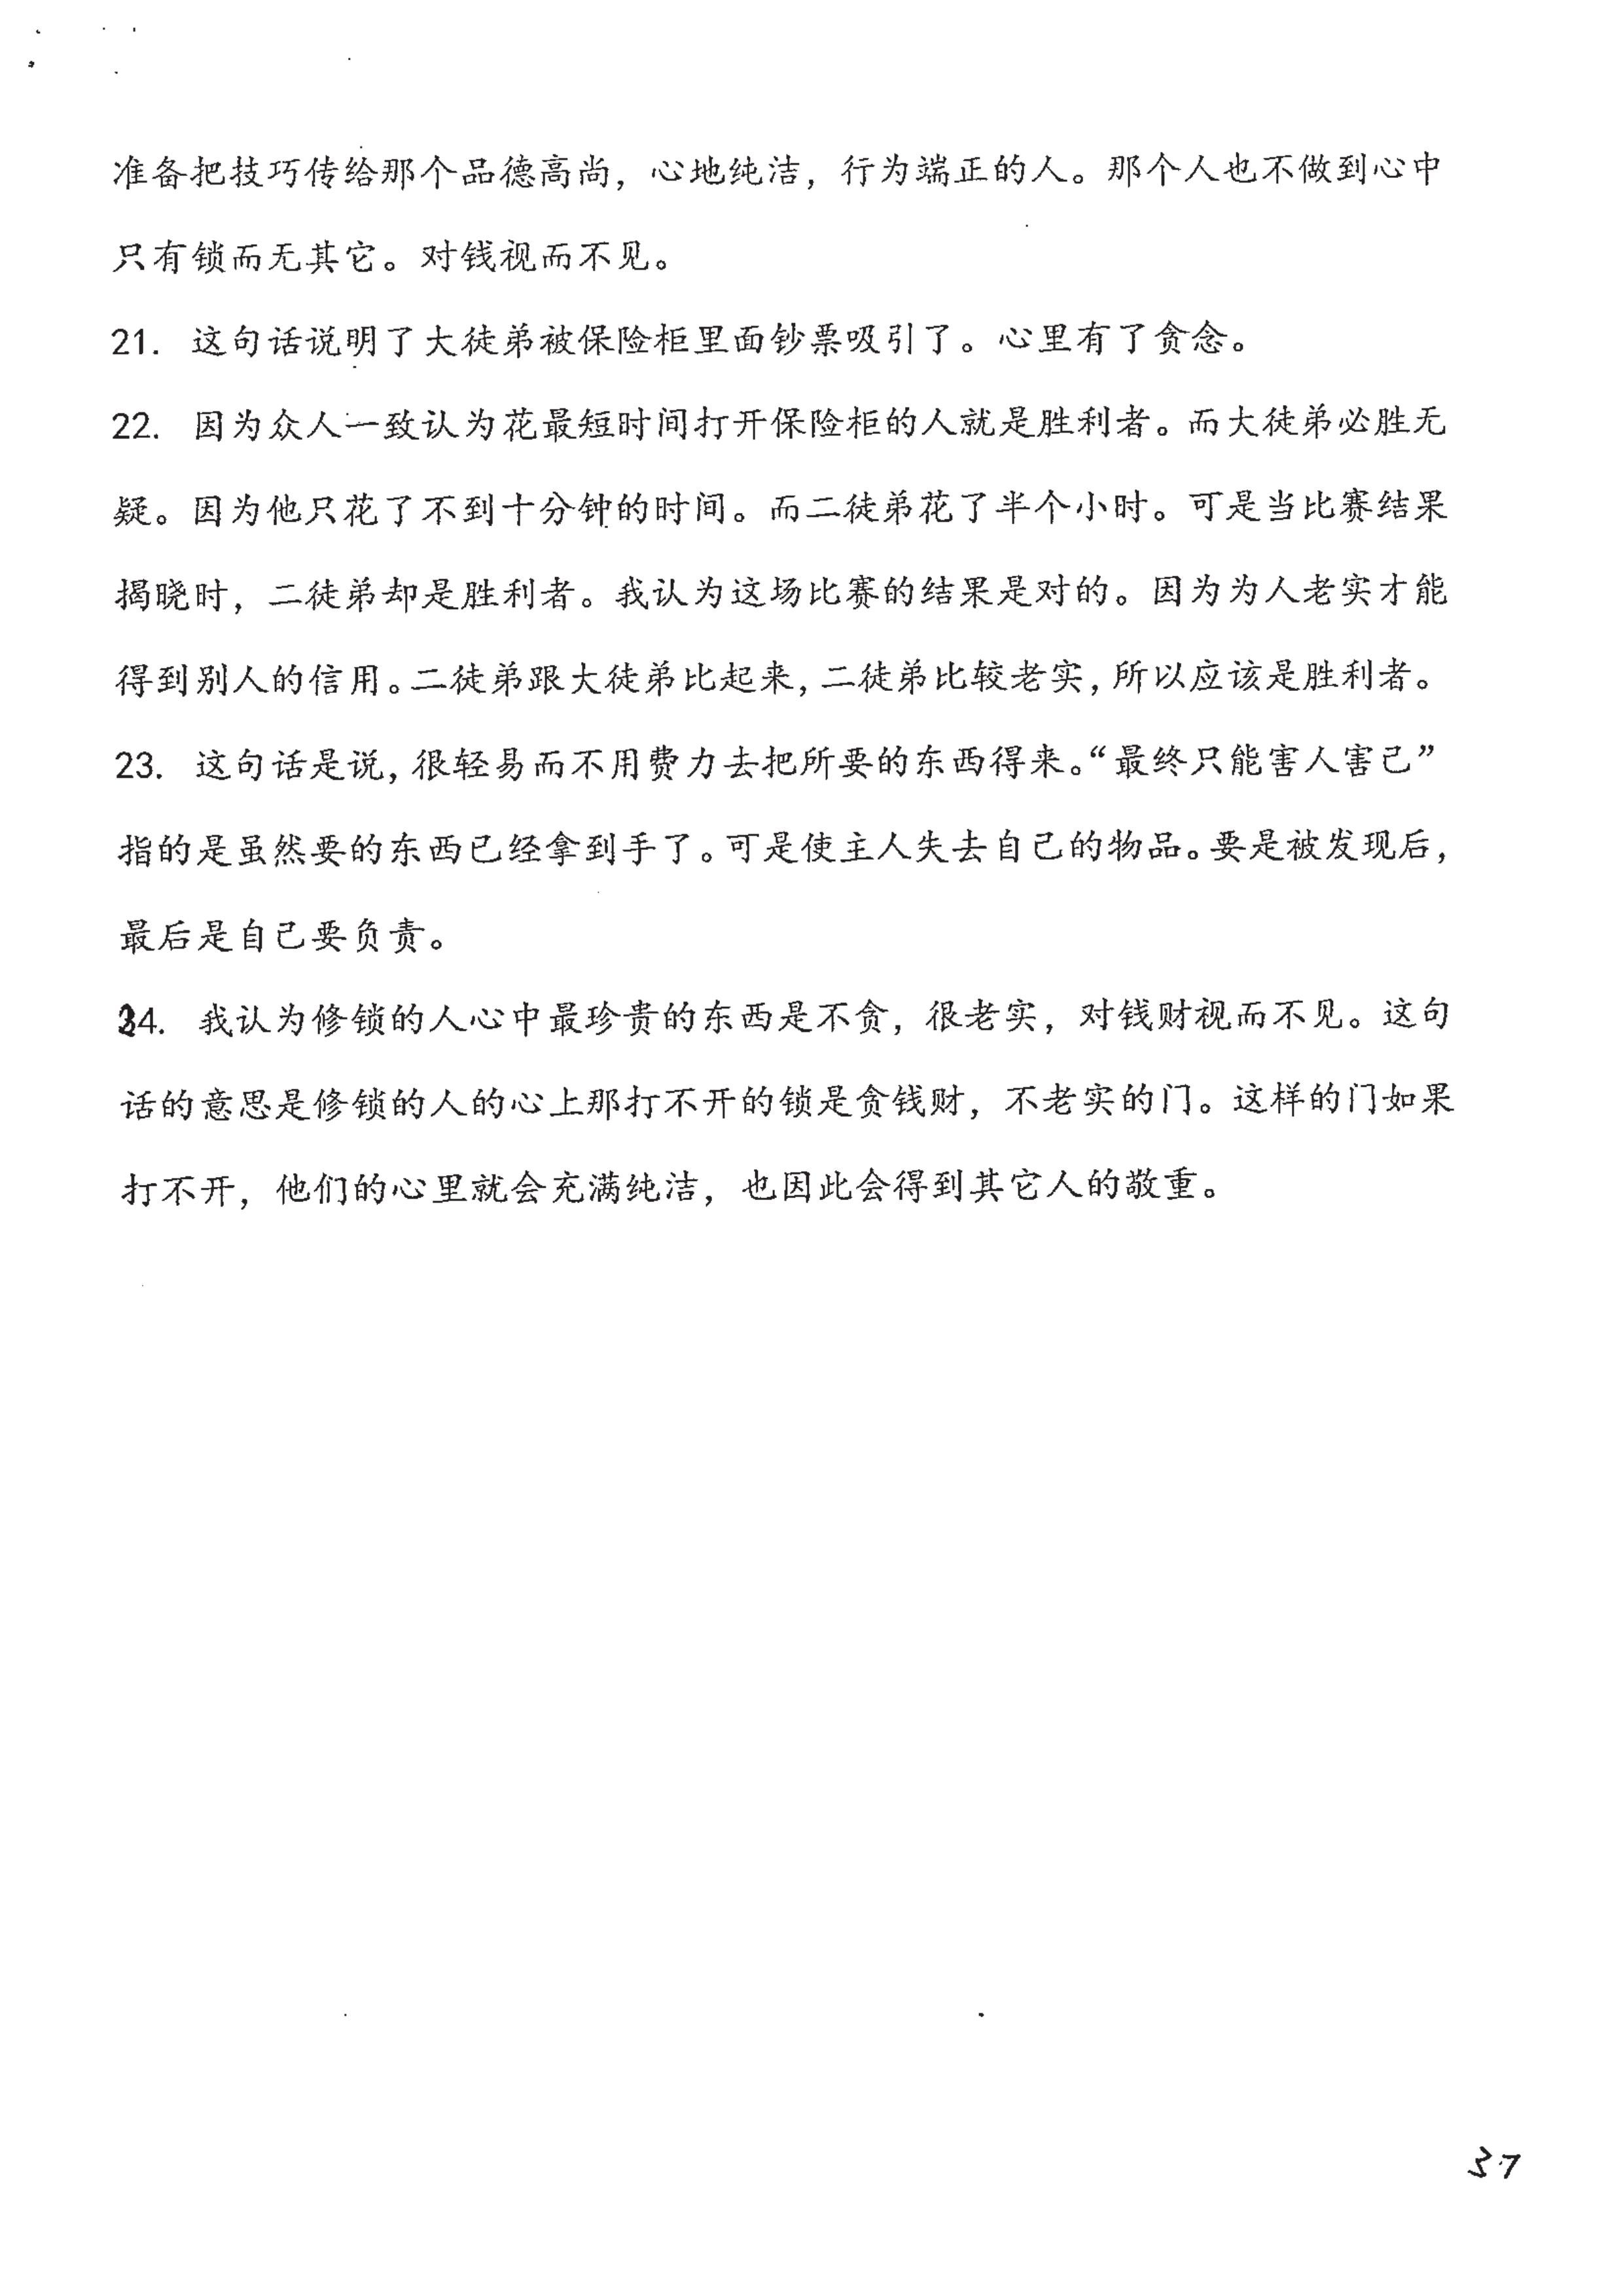 准备把技巧传给那个品德高尚，心地纯洁，行为端正的人。那个人也不做到心中
只有锁而无其它。对钱视而不见。
21. 这句话说明了大徒弟被保险柜里面钞票吸引了。心里有了贪念。
22. 因为众人一致认为花最短时间打开保险柜的人就是胜利者。而大徒弟必胜无
疑。因为他只花了不到十分钟的时间。而二徒弟花了半个小时。可是当比赛结果
揭晓时，二徒弟却是胜利者。我认为这场比赛的结果是对的。因为为人老实才能
得到别人的信用。二徒弟跟大徒弟比起来，二徒弟比较老实，所以应该是胜利者。
23. 这句话是说，很轻易而不用费力去把所要的东西得来。“最终只能害人害己”
指的是虽然要的东西已经拿到手了。可是使主人失去自己的物品。要是被发现后，
最后是自己要负责。
24. 我认为修锁的人心中最珍贵的东西是不贪，很老实，对钱财视而不见。这句
话的意思是修锁的人的心上那打不开的锁是贪钱财，不老实的门。这样的门如果
打不开，他们的心里就会充满纯洁，也因此会得到其它人的敬重。
37